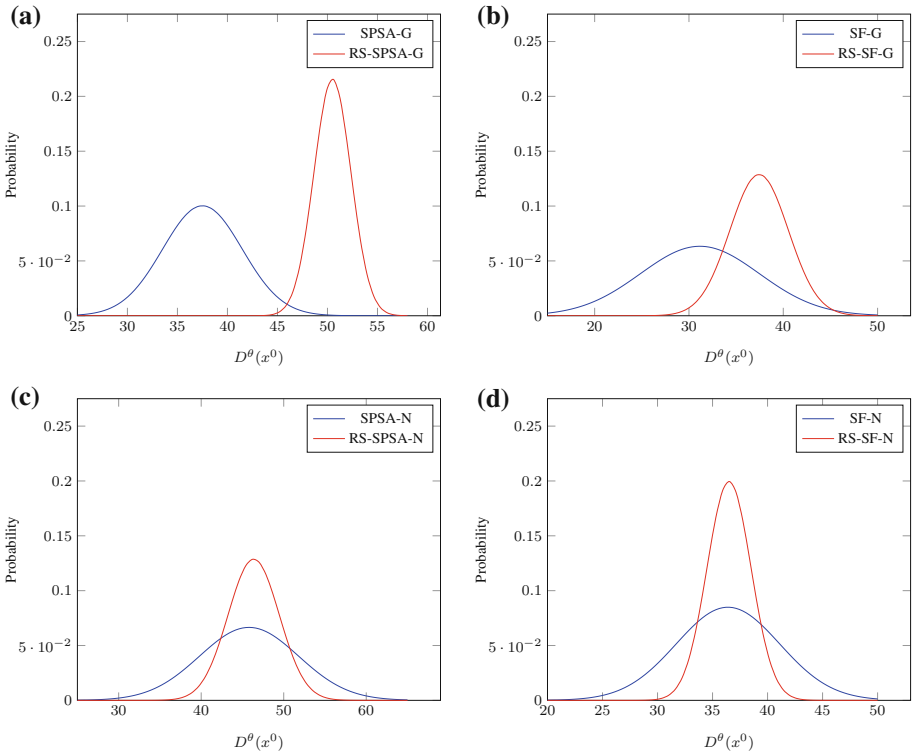 (a)
SPSA-G
RS-SPSA-G
Probability
0.25
0.2
0.15
0.1
5 · 10⁻²
0
25 30 35 40 45 50 55 60
D^θ(x⁰)
(b)
SF-G
RS-SF-G
Probability
0.25
0.2
0.15
0.1
5 · 10⁻²
0
20 30 40 50
D^θ(x⁰)
(c)
SPSA-N
RS-SPSA-N
Probability
0.25
0.2
0.15
0.1
5 · 10⁻²
0
30 40 50 60
D^θ(x⁰)
(d)
SF-N
RS-SF-N
Probability
0.25
0.2
0.15
0.1
5 · 10⁻²
0
20 25 30 35 40 45 50
D^θ(x⁰)